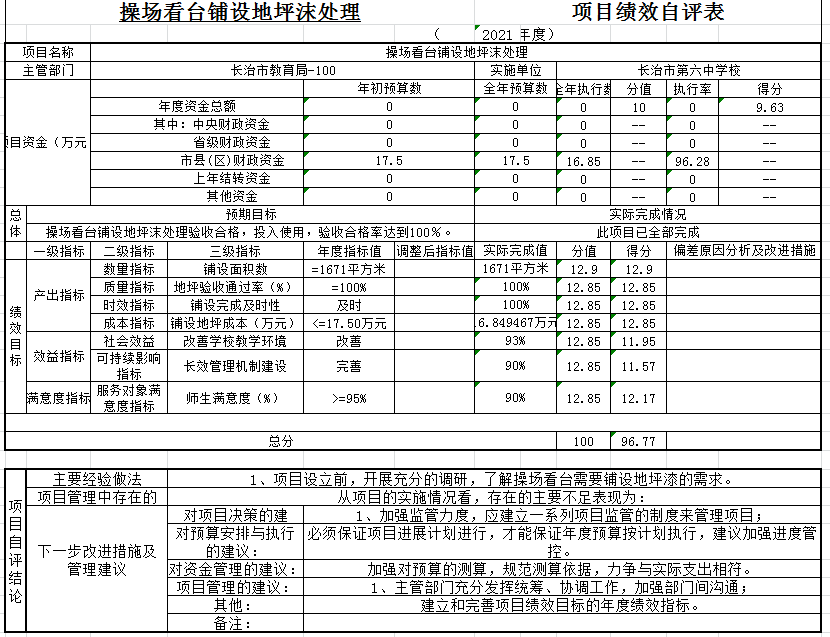 操场看台铺设地坪沫处理 项目绩效自评表
( 2021 年度)
项目名称 操场看台铺设地坪沫处理
主管部门 长治市教育局-100 实施单位 长治市第六中学校
年初预算数 全年预算数 全年执行数 分值 执行率 得分
年度资金总额 0 0 0 10 0 9.63
其中：中央财政资金 0 0 0 -- 0 --
项目资金（万元
省级财政资金 0 0 0 -- 0 --
市县(区)财政资金 17.5 17.5 16.85 -- 96.28 --
上年结转资金 0 0 0 -- 0 --
其他资金 0 0 0 -- 0 --
总体 预期目标 实际完成情况
操场看台铺设地坪沫处理验收合格，投入使用，验收合格率达到100%。 此项目已全部完成
绩效目标
一级指标 二级指标 三级指标 年度指标值 调整后指标值 实际完成值 分值 得分 偏差原因分析及改进措施
产出指标
数量指标 铺设面积数 =1671平方米 1671平方米 12.9 12.9
质量指标 地坪验收通过率（%） =100% 100% 12.85 12.85
时效指标 铺设完成及时性 及时 100% 12.85 12.85
成本指标 铺设地坪成本（万元） <=17.50万元 .6.849467万元 12.85 12.85
效益指标
社会效益 改善学校教学环境 改善 93% 12.85 11.95
可持续影响指标 长效管理机制建设 完善 90% 12.85 11.57
满意度指标 服务对象满意度指标 师生满意度（%） >=95% 90% 12.85 12.17
总分 100 96.77
项目自评结论
主要经验做法 1、项目设立前，开展充分的调研，了解操场看台需要铺设地坪漆的需求。
项目管理中存在的 从项目的实施情况看，存在的主要不足表现为：
下一步改进措施及管理建议
对项目决策的建 1、加强监管力度，应建立一系列项目监管的制度来管理项目；
对预算安排与执行的建议： 必须保证项目进展计划进行，才能保证年度预算按计划执行，建议加强进度管控。
对资金管理的建议： 加强对预算的测算，规范测算依据，力争与实际支出相符。
项目管理的建议： 1、主管部门充分发挥统筹、协调工作，加强部门间沟通；
其他： 建立和完善项目绩效目标的年度绩效指标。
备注：